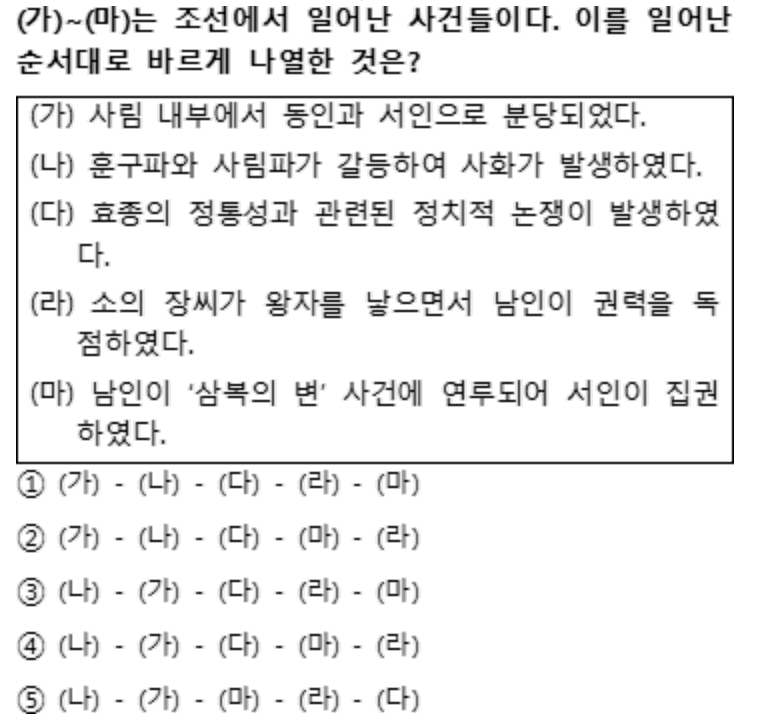 (가)~(마)는 조선에서 일어난 사건들이다. 이를 일어난
순서대로 바르게 나열한 것은?
(가) 사림 내부에서 동인과 서인으로 분당되었다.
(나) 훈구파와 사림파가 갈등하여 사화가 발생하였다.
(다) 효종의 정통성과 관련된 정치적 논쟁이 발생하였
다.
(라) 소의 장씨가 왕자를 낳으면서 남인이 권력을 독
점하였다.
(마) 남인이 ‘삼복의 변’ 사건에 연루되어 서인이 집권
하였다.
① (가) - (나) - (다) - (라) - (마)
② (가) - (나) - (다) - (마) - (라)
③ (나) - (가) - (다) - (라) - (마)
④ (나) - (가) - (다) - (마) - (라)
⑤ (나) - (가) - (마) - (라) - (다)